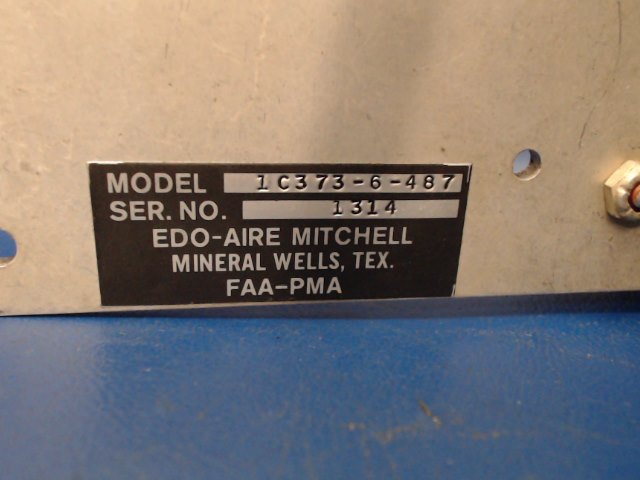 MODEL 1C373-6-487
SER. NO. 1314
EDO-AIRE MITCHELL
MINERAL WELLS, TEX.
FAA-PMA